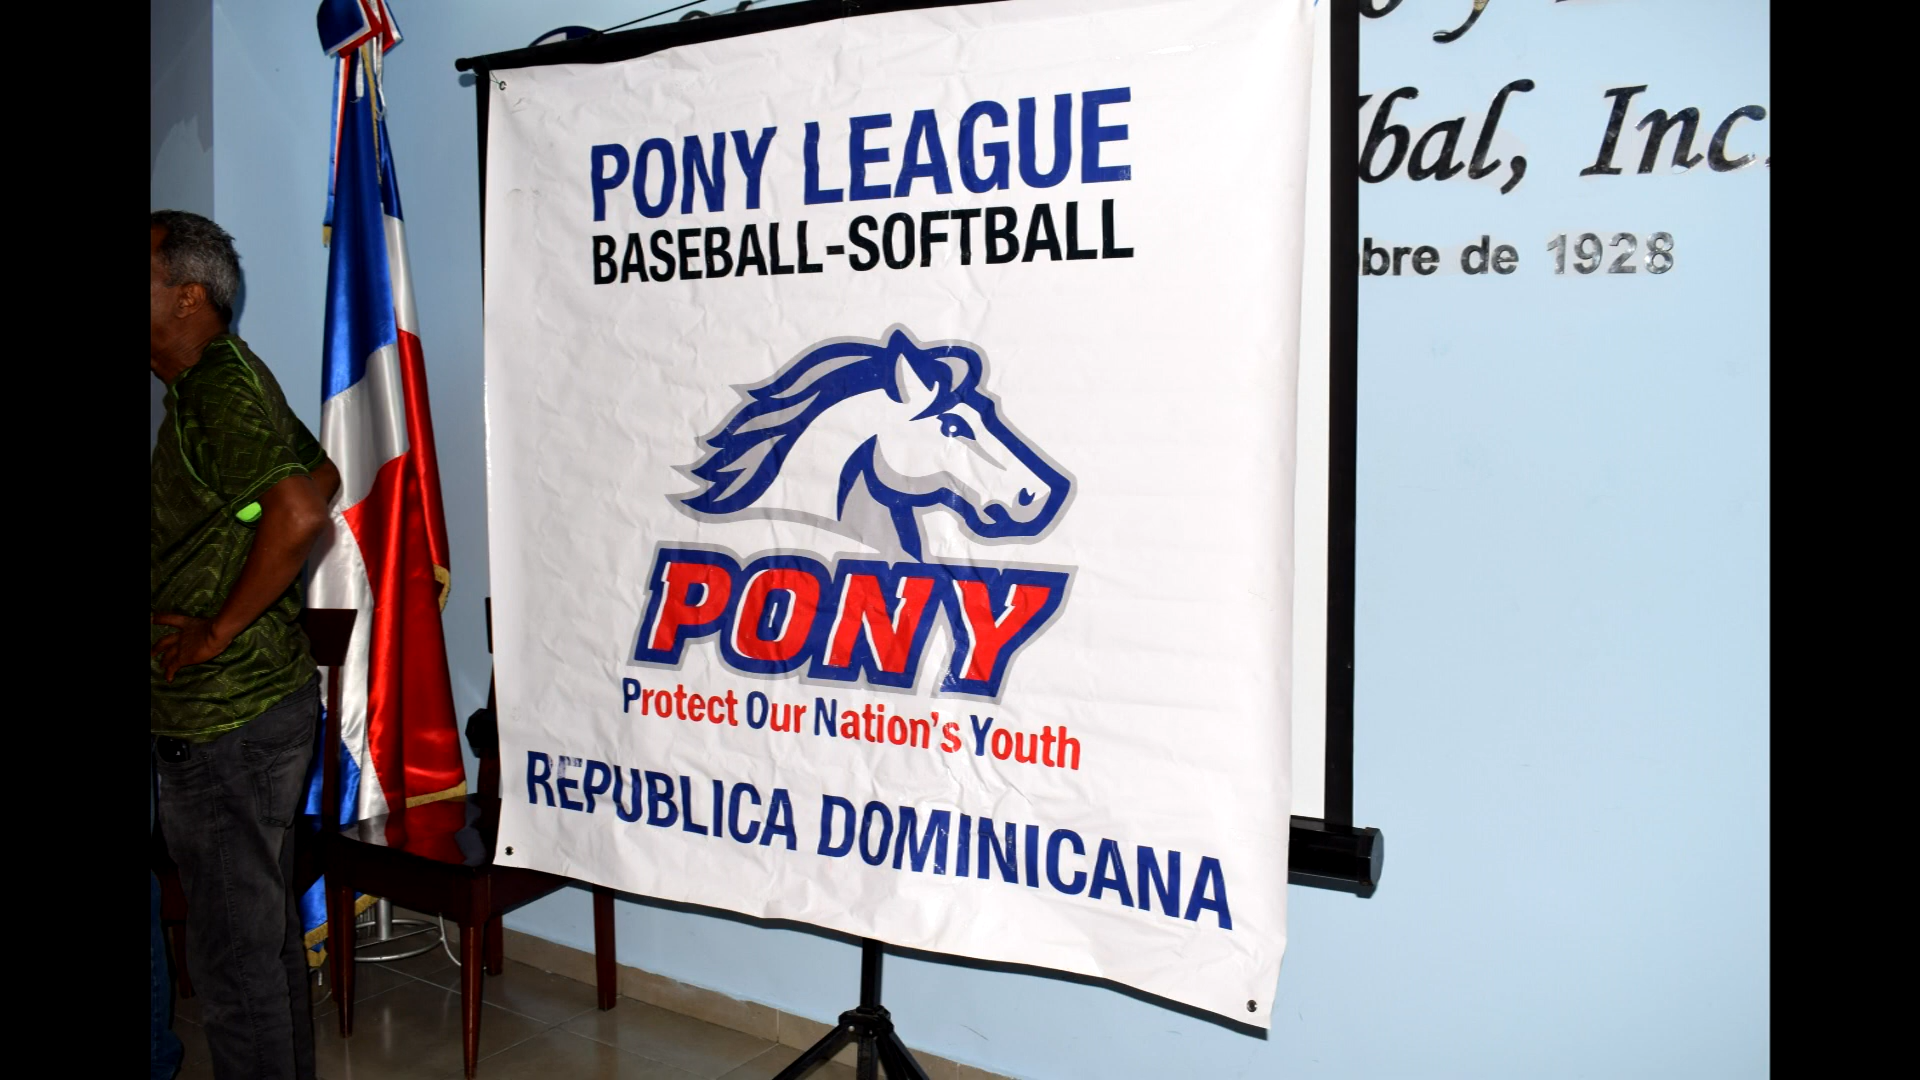 PONY LEAGUE
BASEBALL-SOFTBALL
PONY
Protect Our Nation's Youth
REPUBLICA DOMINICANA
bal, Inc.
bre de 1928